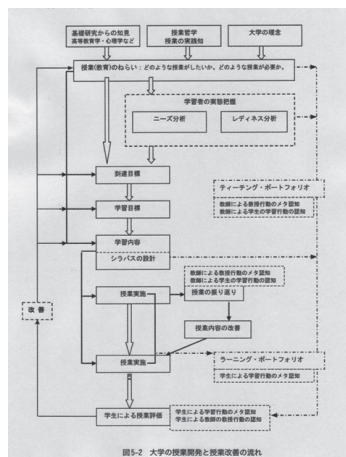 基礎研究からの知見
高等教育学・心理学など
授業哲学
授業の実践知
大学の理念
授業(教育)のねらい:どのような授業がしたいか。どのような授業が必要か。
学習者の実態把握
ニーズ分析
レディネス分析
到達目標
ティーチング・ポートフォリオ
教師による教授行動のメタ認知
教師による学生の学習行動の認知
学習目標
学習内容
シラバスの設計
教師による教授行動のメタ認知
教師による学生の学習行動の認知
授業実施
授業の振り返り
改善
授業内容の改善
授業実施
ラーニング・ポートフォリオ
学生による学習行動のメタ認知
学生による授業評価
学生による学習行動のメタ認知
学生による教師の教授行動の認知
図5-2 大学の授業開発と授業改善の流れ